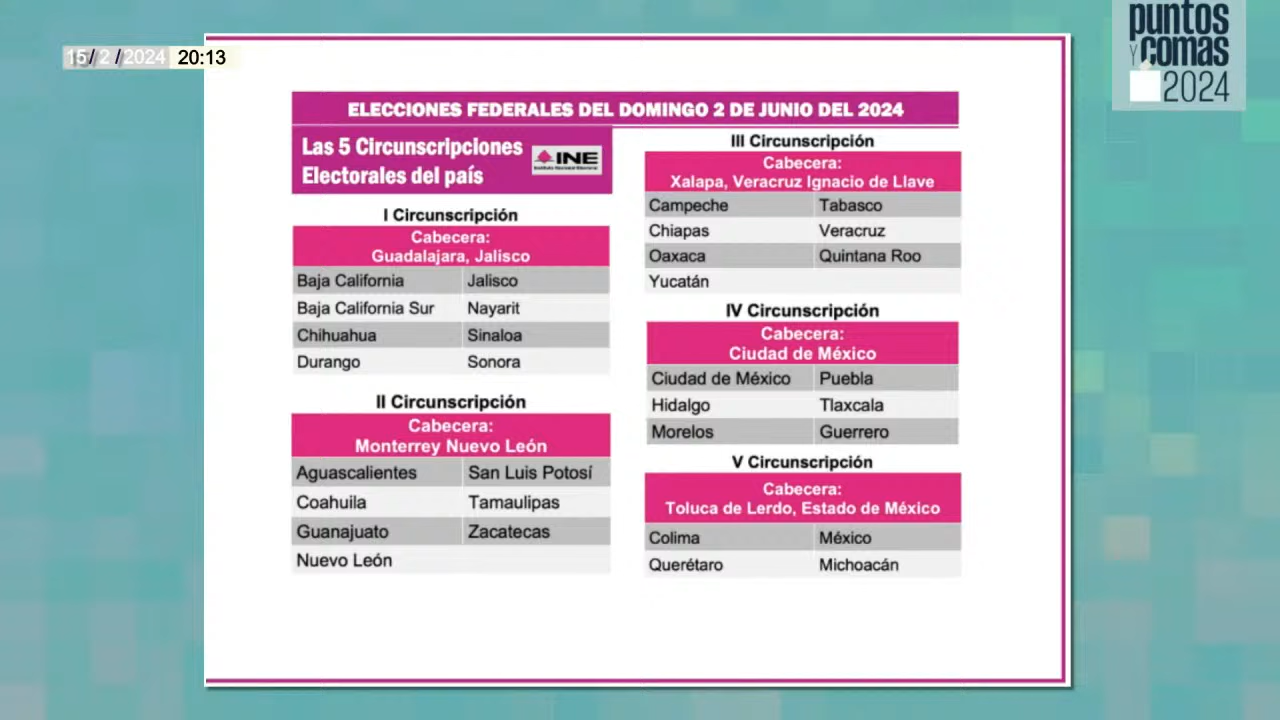 15/ 2 /2024 20:13
puntos
Y comas
2024
ELECCIONES FEDERALES DEL DOMINGO 2 DE JUNIO DEL 2024
Las 5 Circunscripciones
Electorales del país
INE
Instituto Nacional Electoral
I Circunscripción
Cabecera:
Guadalajara, Jalisco
Baja California Jalisco
Baja California Sur Nayarit
Chihuahua Sinaloa
Durango Sonora
II Circunscripción
Cabecera:
Monterrey Nuevo León
Aguascalientes San Luis Potosí
Coahuila Tamaulipas
Guanajuato Zacatecas
Nuevo León
III Circunscripción
Cabecera:
Xalapa, Veracruz Ignacio de Llave
Campeche Tabasco
Chiapas Veracruz
Oaxaca Quintana Roo
Yucatán
IV Circunscripción
Cabecera:
Ciudad de México
Ciudad de México Puebla
Hidalgo Tlaxcala
Morelos Guerrero
V Circunscripción
Cabecera:
Toluca de Lerdo, Estado de México
Colima México
Querétaro Michoacán